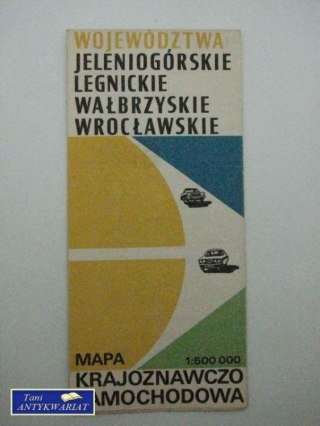 WOJEWÓDZTWA
JELENIOGÓRSKIE
LEGNICKIE
WAŁBRZYSKIE
WROCŁAWSKIE
MAPA 1:500 000
KRAJOZNAWCZO
SAMOCHODOWA
Tani
ANTYKWARIAT